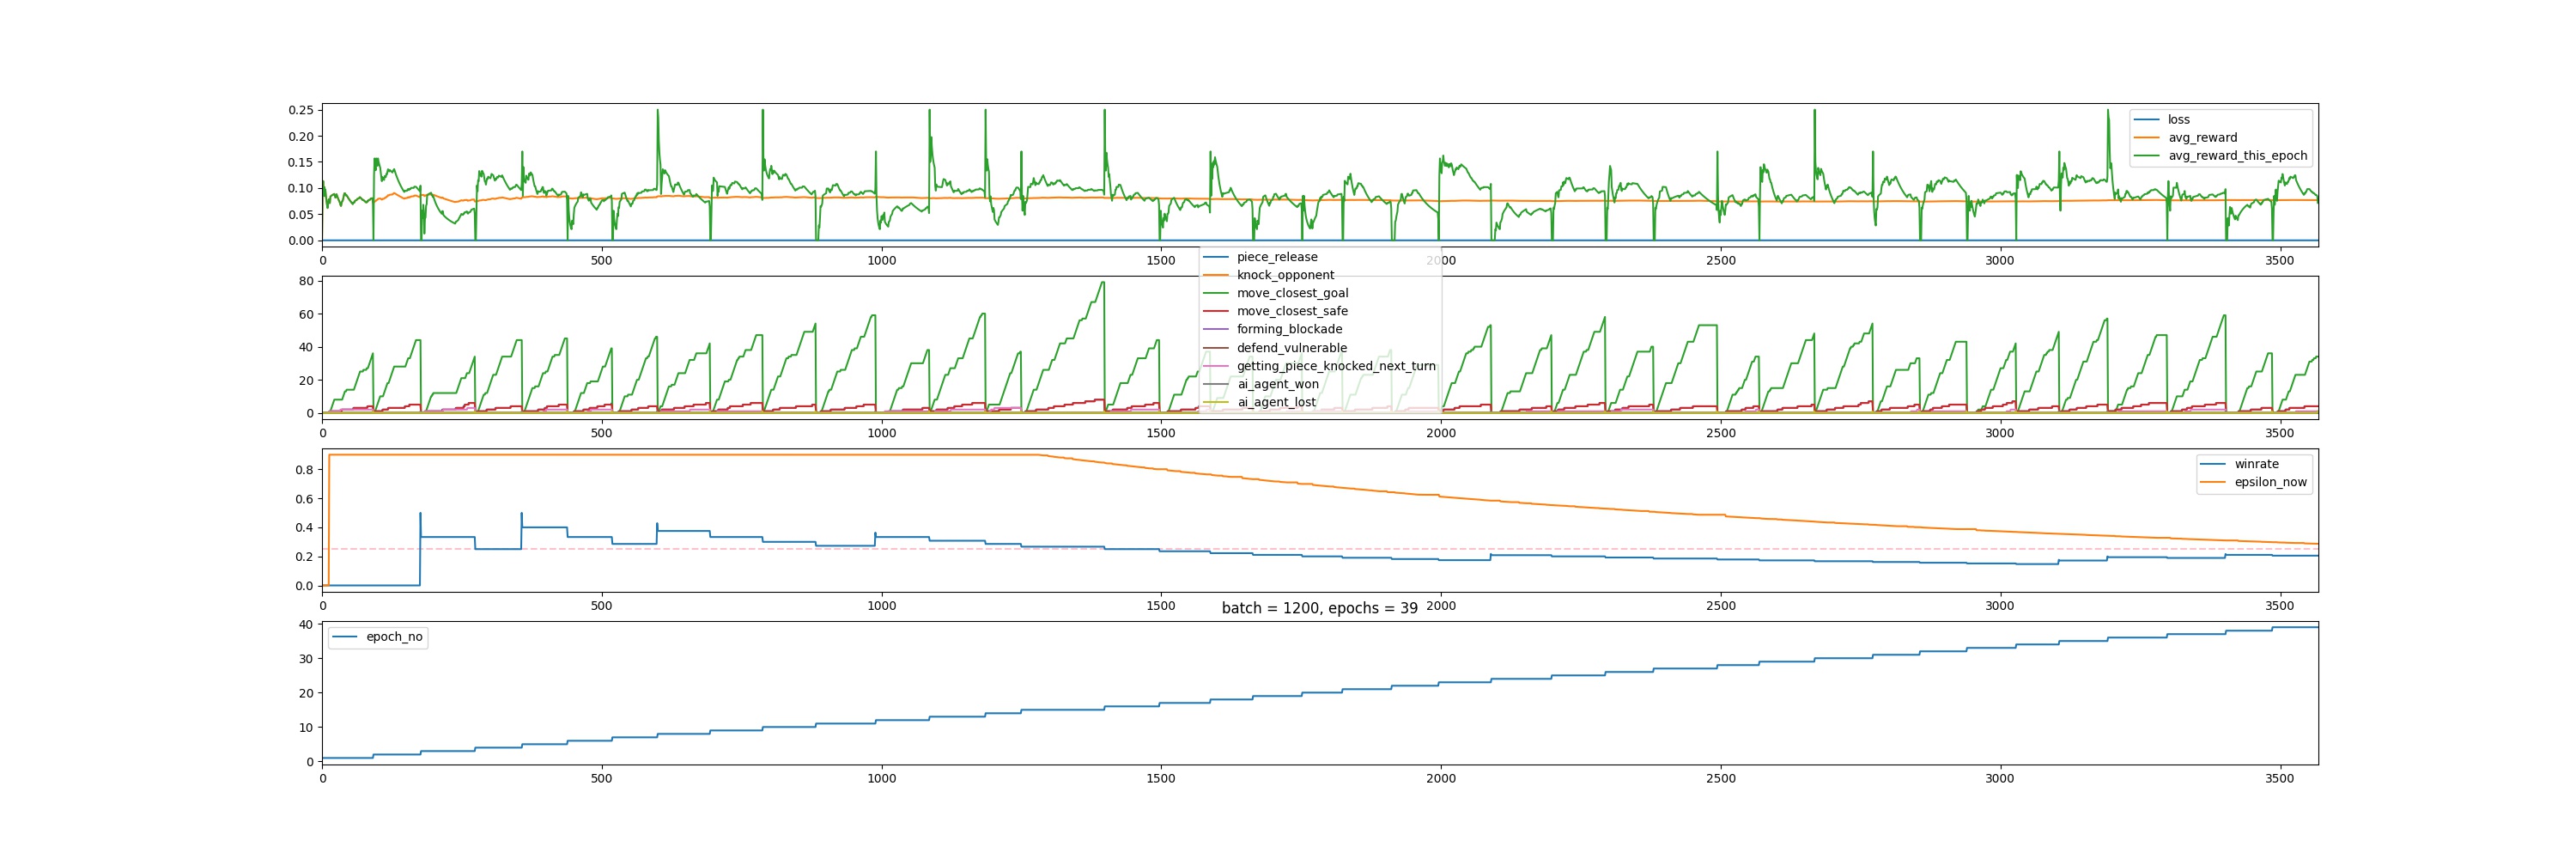 0.25
0.20
0.15
0.10
0.05
0.00
loss
avg_reward
avg_reward_this_epoch
0 500 1000 1500 2000 2500 3000 3500
80
60
40
20
0
piece_release
knock_opponent
move_closest_goal
move_closest_safe
forming_blockade
defend_vulnerable
getting_piece_knocked_next_turn
ai_agent_won
ai_agent_lost
0 500 1000 1500 2000 2500 3000 3500
0.8
0.6
0.4
0.2
0.0
winrate
epsilon_now
0 500 1000 1500 2000 2500 3000 3500
batch = 1200, epochs = 39
40
30
20
10
0
epoch_no
0 500 1000 1500 2000 2500 3000 3500